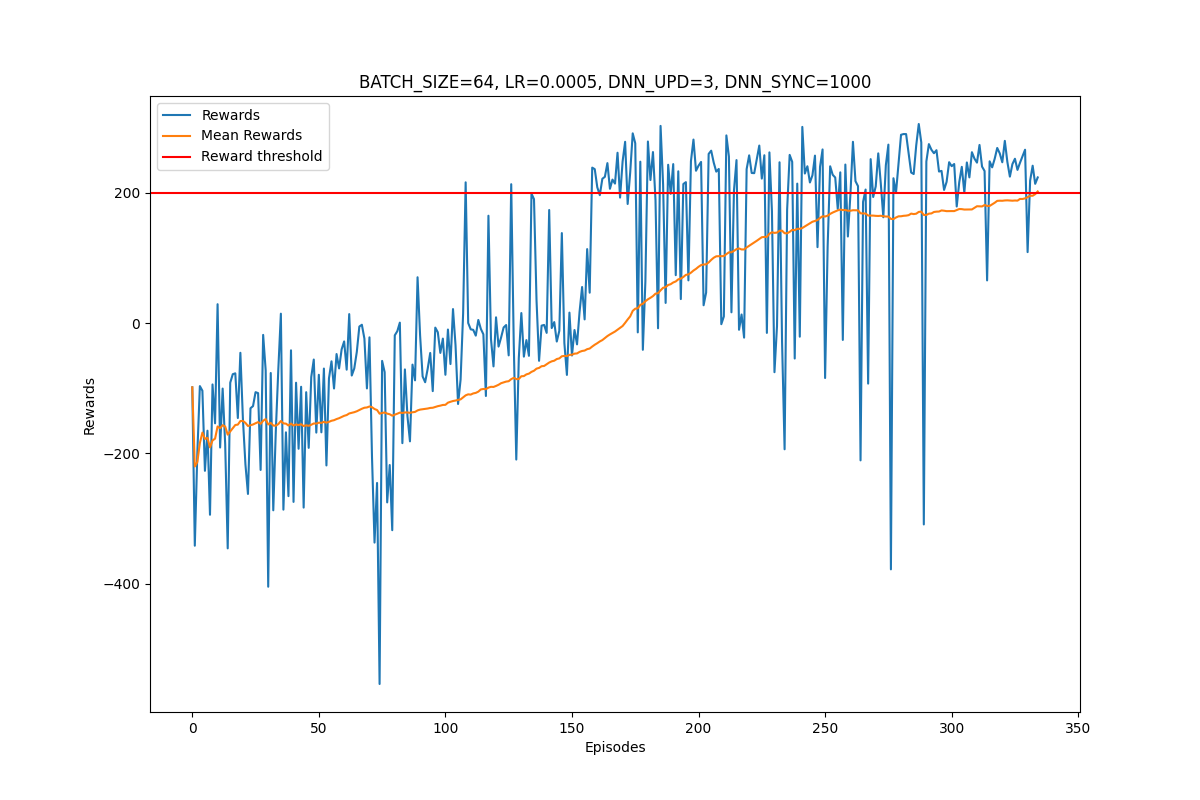 BATCH_SIZE=64, LR=0.0005, DNN_UPD=3, DNN_SYNC=1000
Rewards
Mean Rewards
Reward threshold
200
0
−200
−400
Rewards
0
50
100
150
200
250
300
350
Episodes